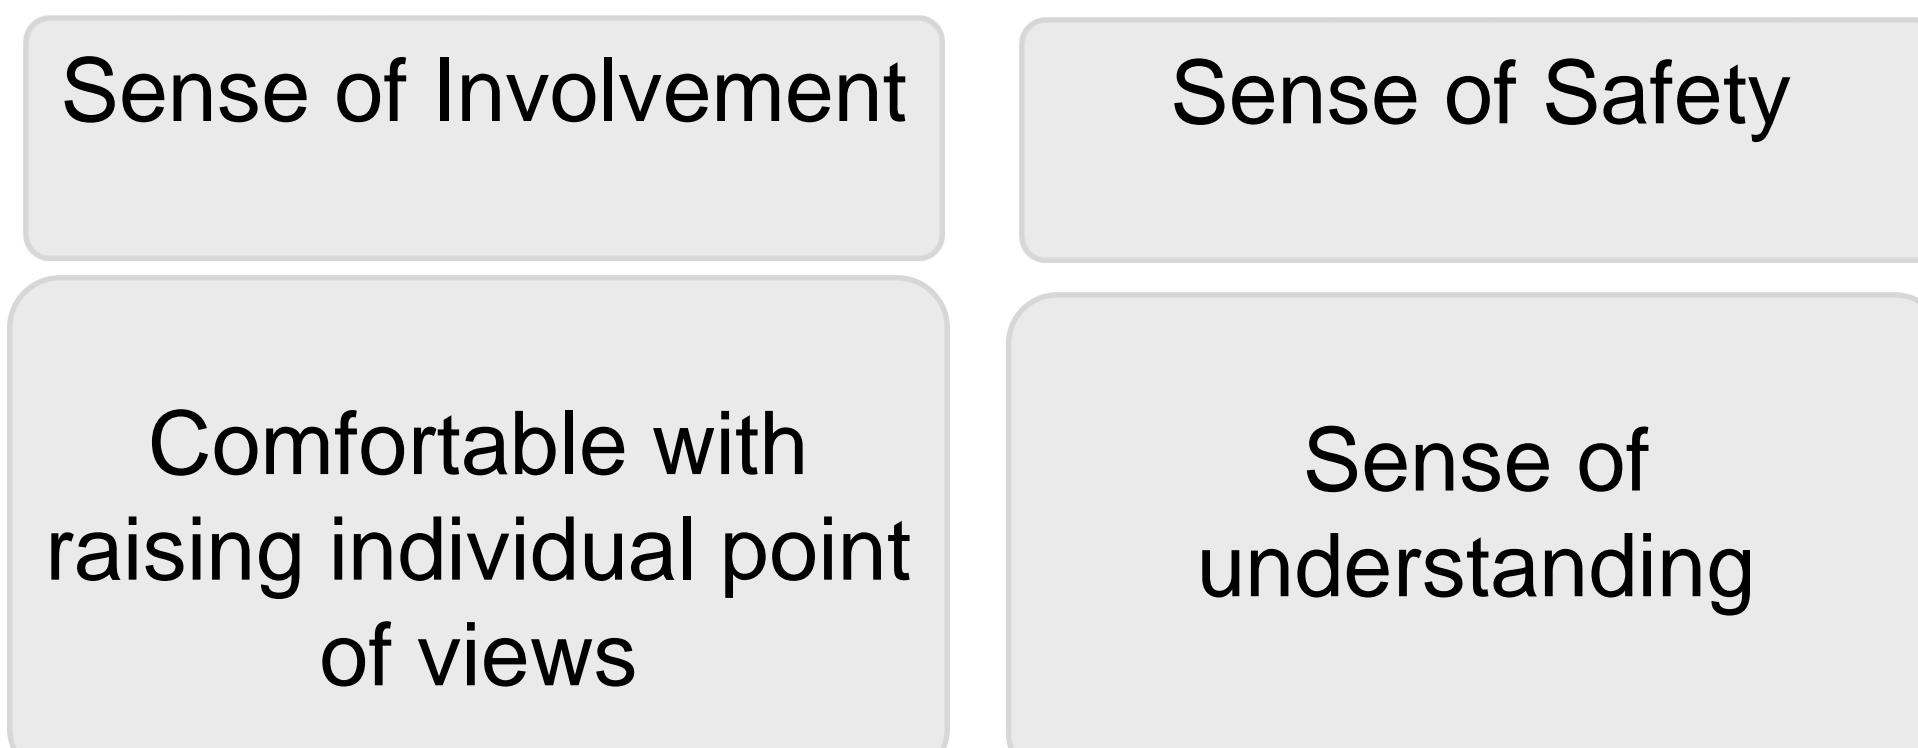 Sense of Involvement
Sense of Safety
Comfortable with
raising individual point
of views
Sense of
understanding